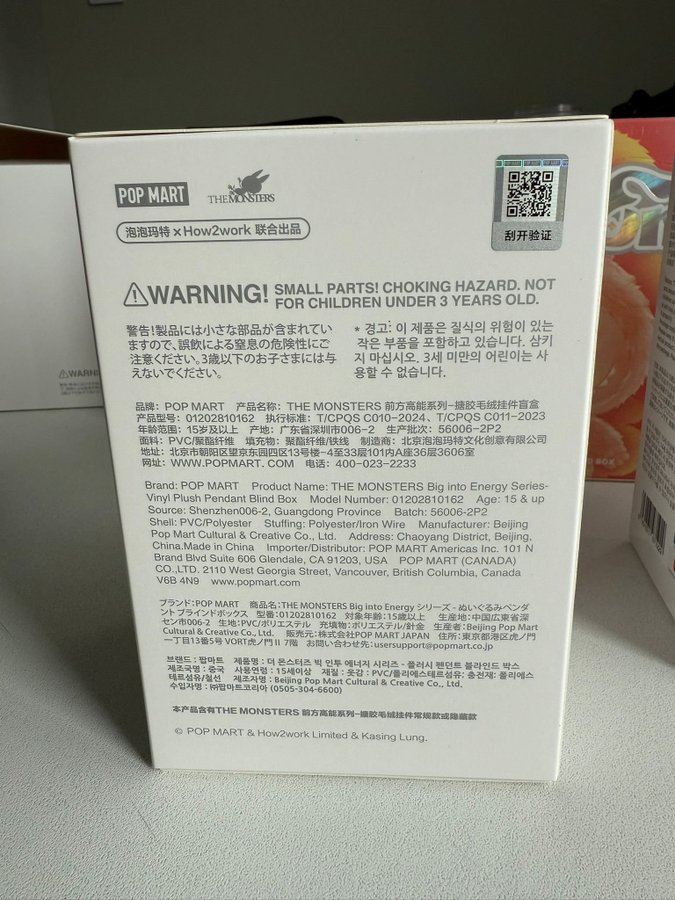 POP MART
THE MONSTERS
泡泡玛特 × How2work 联合出品
POP MART POP MART POP MART
刮开验证
WARNING! SMALL PARTS! CHOKING HAZARD. NOT
FOR CHILDREN UNDER 3 YEARS OLD.
警告!製品には小さな部品が含まれてい
ますので、誤飲による窒息の危険性にご
注意ください。3歳以下のお子さまには与
えないでください。
* 경고: 이 제품은 질식의 위험이 있는
작은 부품을 포함하고 있습니다. 삼키
지 마십시오. 3세 미만의 어린이는 사
용할 수 없습니다.
品牌: POP MART 产品名称: THE MONSTERS 前方高能系列-搪胶毛绒挂件盲盒
产品型号: 01202810162 执行标准: T/CPQS C010-2024、T/CPQS C011-2023
年龄范围: 15岁及以上 产地: 广东省深圳市006-2 生产批次: 56006-2P2
面料: PVC/聚酯纤维 填充物: 聚酯纤维/铁线 制造商: 北京泡泡玛特文化创意有限公司
地址: 北京市朝阳区望京东园四区13号楼-4至33层101内A座36层3606室
网址: WWW.POPMART. COM 电话: 400-023-2233
Brand: POP MART Product Name: THE MONSTERS Big into Energy Series-
Vinyl Plush Pendant Blind Box Model Number: 01202810162 Age: 15 & up
Source: Shenzhen006-2, Guangdong Province Batch: 56006-2P2
Shell: PVC/Polyester Stuffing: Polyester/Iron Wire Manufacturer: Beijing
Pop Mart Cultural & Creative Co., Ltd. Address: Chaoyang District, Beijing,
China.Made in China Importer/Distributor: POP MART Americas Inc. 101 N
Brand Blvd Suite 606 Glendale, CA 91203, USA POP MART (CANADA)
CO.,LTD. 2110 West Georgia Street, Vancouver, British Columbia, Canada
V6B 4N9 www.popmart.com
ブランド: POP MART 商品名: THE MONSTERS Big into Energy シリーズ - ぬいぐるみペンダ
ント ブラインドボックス 型番: 01202810162 対象年齢: 15歳以上 生産地: 中国広東省深
セン市006-2 生地: PVC/ポリエステル 充填物: ポリエステル/針金 生産者: Beijing Pop Mart
Cultural & Creative Co., Ltd. 販売元: 株式会社POP MART JAPAN 住所: 東京都港区虎ノ門
一丁目13番5号 VORT虎ノ門 II 7階 お問い合わせ先: usersupport@popmart.co.jp
브랜드 : 팝마트 제품명 : 더 몬스터즈 빅 인투 에너지 시리즈 - 플러시 펜던트 블라인드 박스
제조국명 : 중국 사용연령 : 15세이상 재질 : 옷감 : PVC/폴리에스테르섬유; 충전재: 폴리에스
테르섬유/철선 제조자명 : Beijing Pop Mart Cultural & Creative Co., Ltd.
수입자명 : ㈜팝마트코리아 (0505-304-6600)
本产品含有THE MONSTERS 前方高能系列-搪胶毛绒挂件常规款或隐藏款
© POP MART & How2work Limited & Kasing Lung.
WARN
BOX